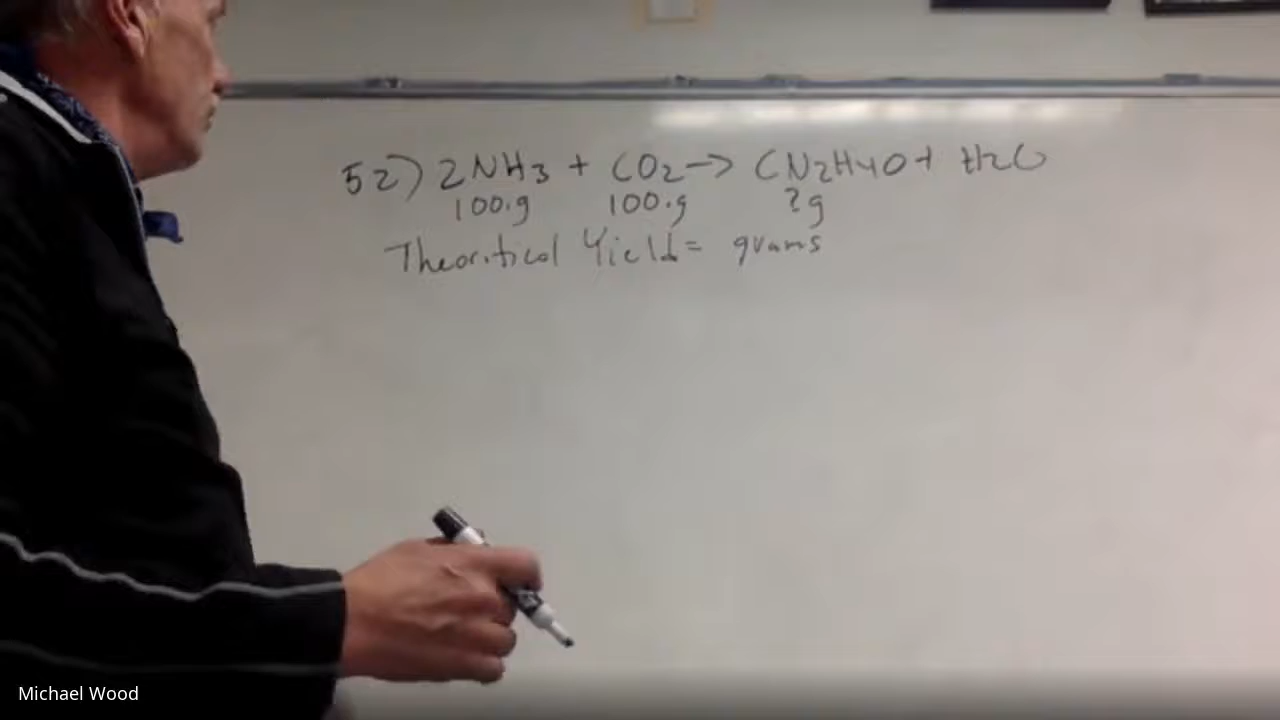 52) 2NH3 + CO2 → CN2H4O + H2O
100.g 100.g ?g
Theoritical Yield = grams
Michael Wood